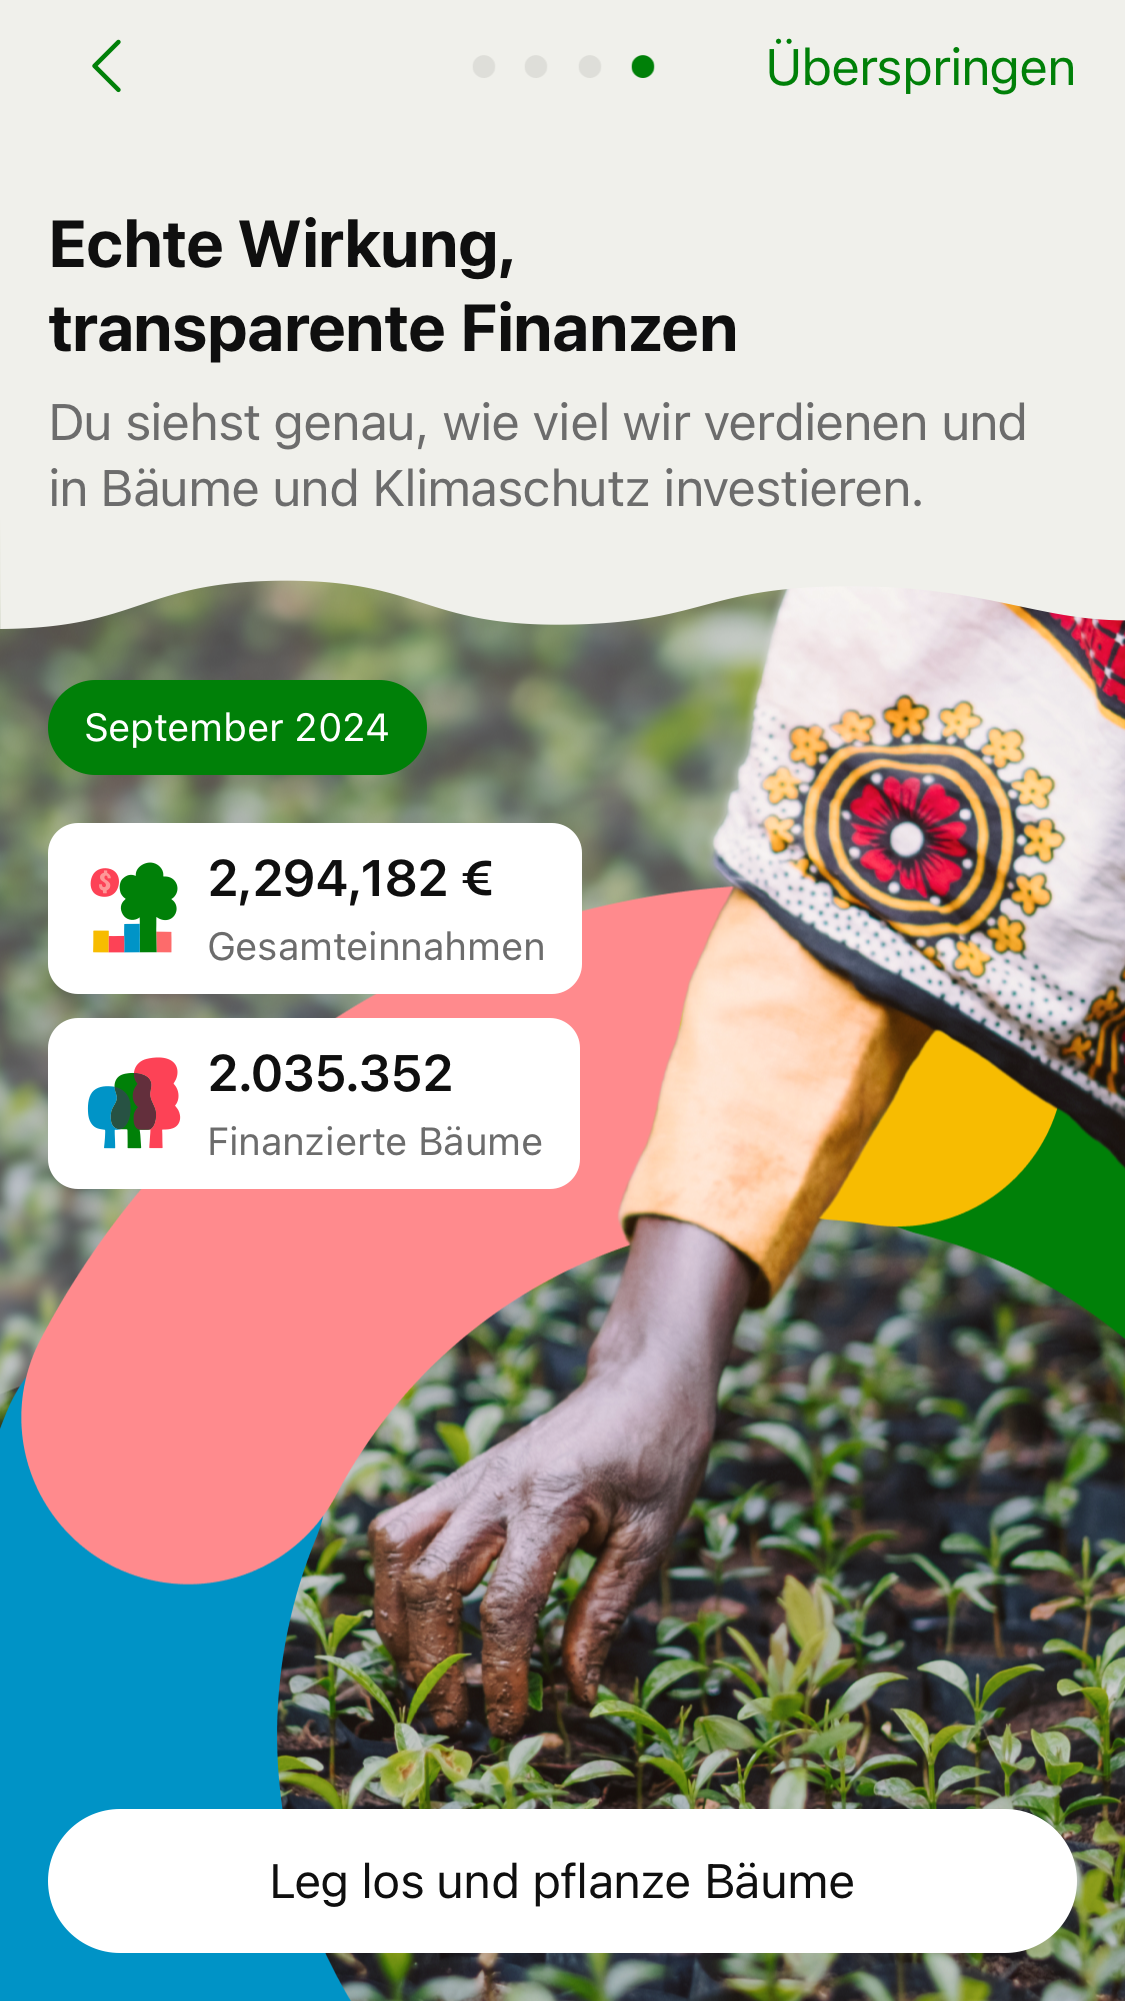 Überspringen
Echte Wirkung,
transparente Finanzen
Du siehst genau, wie viel wir verdienen und
in Bäume und Klimaschutz investieren.
September 2024
$
2,294,182 €
Gesamteinnahmen
2.035.352
Finanzierte Bäume
Leg los und pflanze Bäume